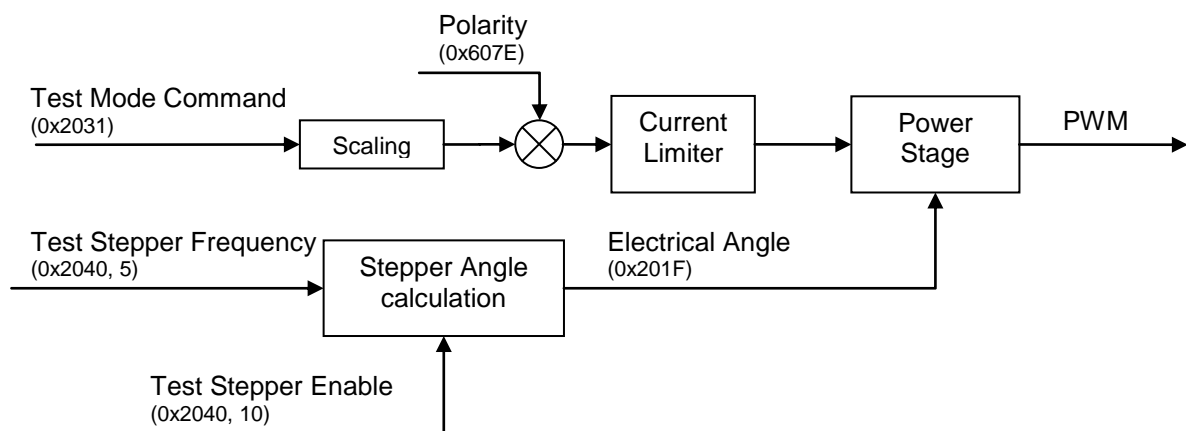 Polarity
(0x607E)
Test Mode Command
(0x2031)
Scaling
Current
Limiter
Power
Stage
PWM
Test Stepper Frequency
(0x2040, 5)
Stepper Angle
calculation
Electrical Angle
(0x201F)
Test Stepper Enable
(0x2040, 10)